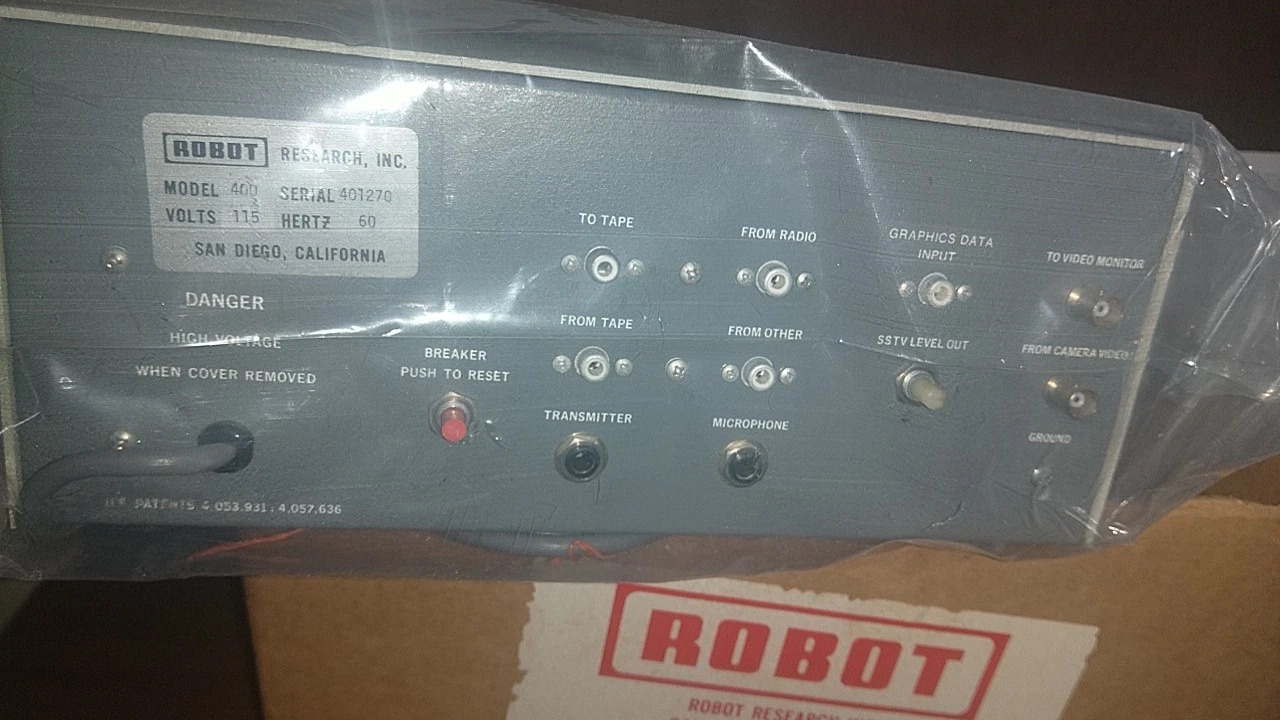 ROBOT RESEARCH, INC.
MODEL 400 SERIAL 401270
VOLTS 115 HERTZ 60
SAN DIEGO, CALIFORNIA
DANGER
HIGH VOLTAGE
WHEN COVER REMOVED
BREAKER
PUSH TO RESET
TO TAPE
FROM TAPE
TRANSMITTER
FROM RADIO
FROM OTHER
MICROPHONE
GRAPHICS DATA
INPUT
SSTV LEVEL OUT
TO VIDEO MONITOR
FROM CAMERA VIDEO
GROUND
PATENTS 4,053,931 ; 4,057,636
ROBOT
ROBOT RESEARCH